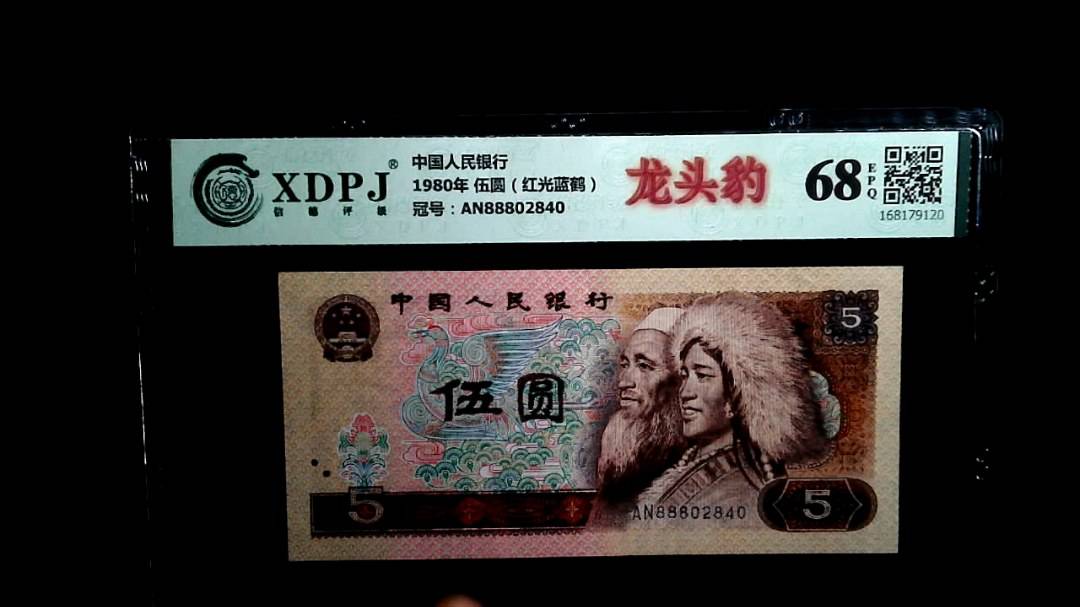 XDPJ®
信德评级
中国人民银行
1980年 伍圆（红光蓝鹤）
冠号：AN88802840
龙头豹
68
EPQ
168179120
中国人民银行
5
伍圆
5
AN88802840
5